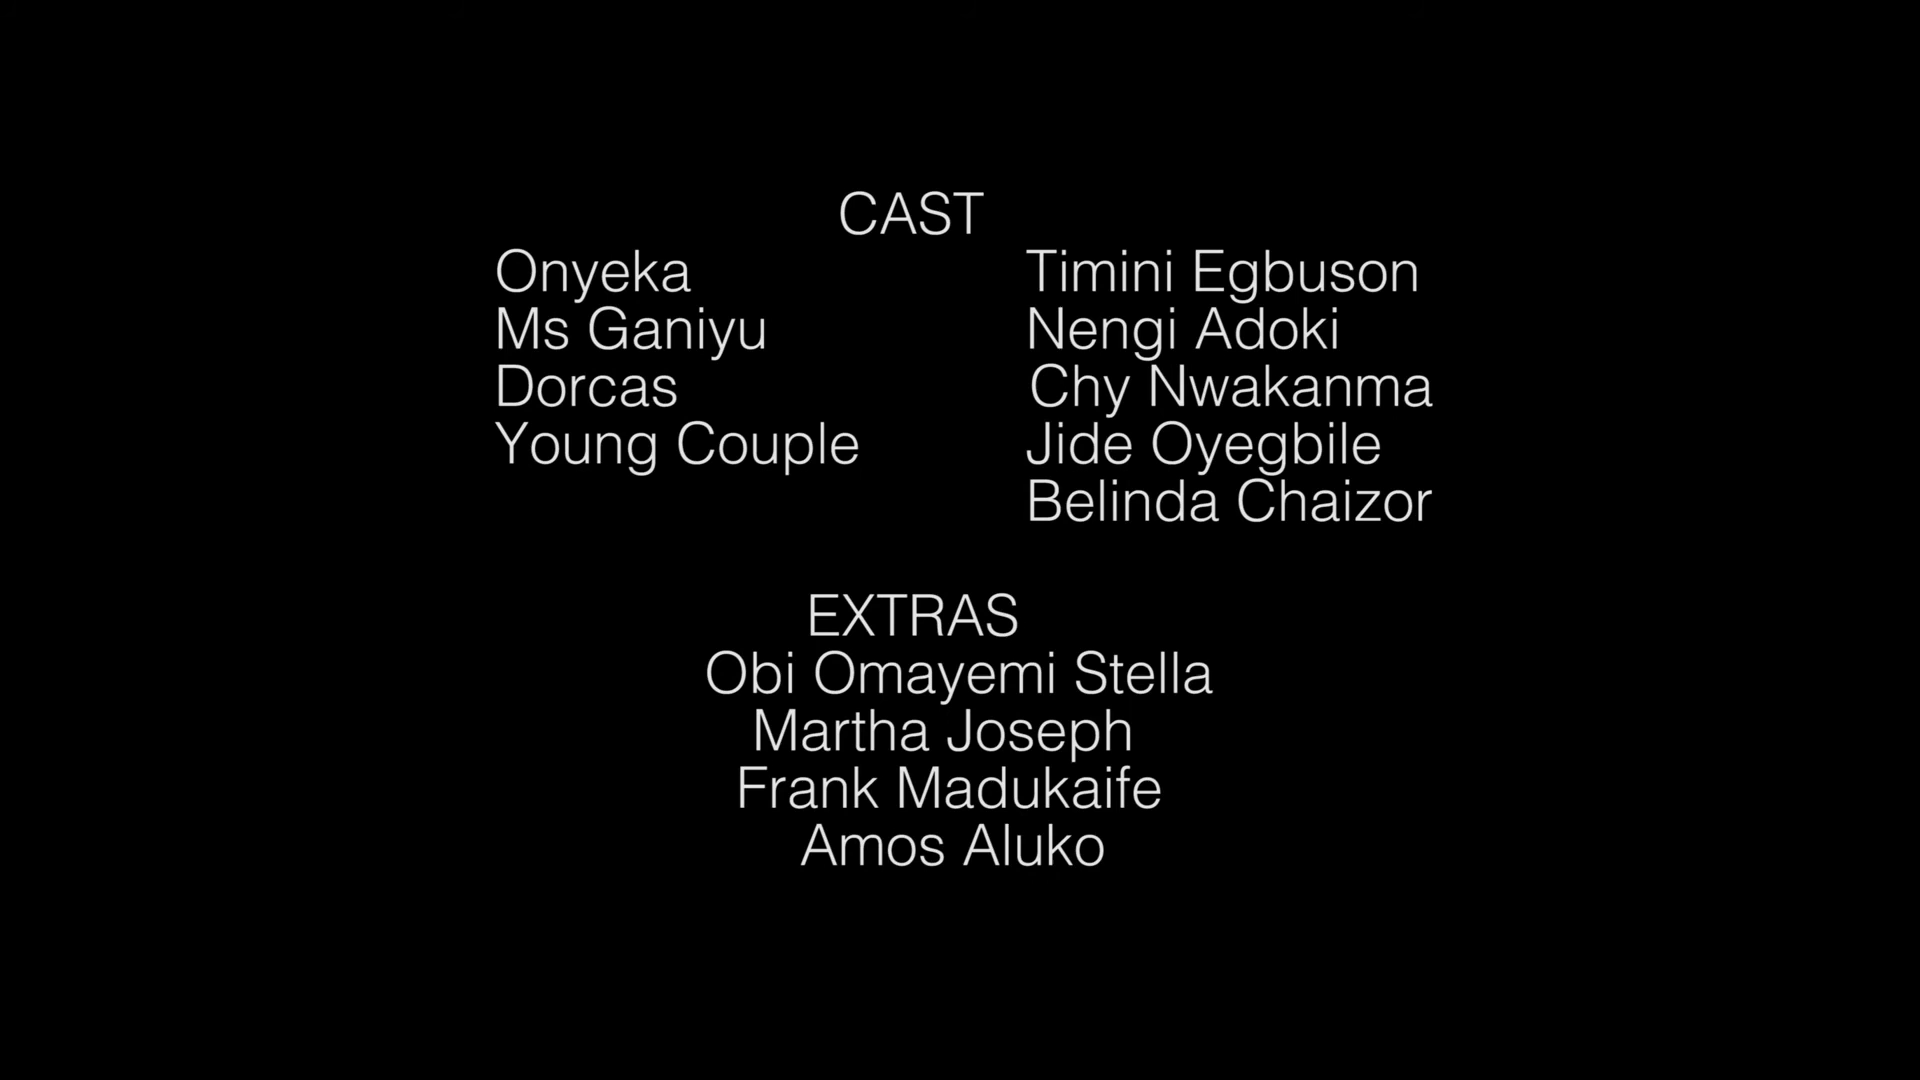 CAST
Onyeka Timini Egbuson
Ms Ganiyu Nengi Adoki
Dorcas Chy Nwakanma
Young Couple Jide Oyegbile
Belinda Chaizor
EXTRAS
Obi Omayemi Stella
Martha Joseph
Frank Madukaife
Amos Aluko